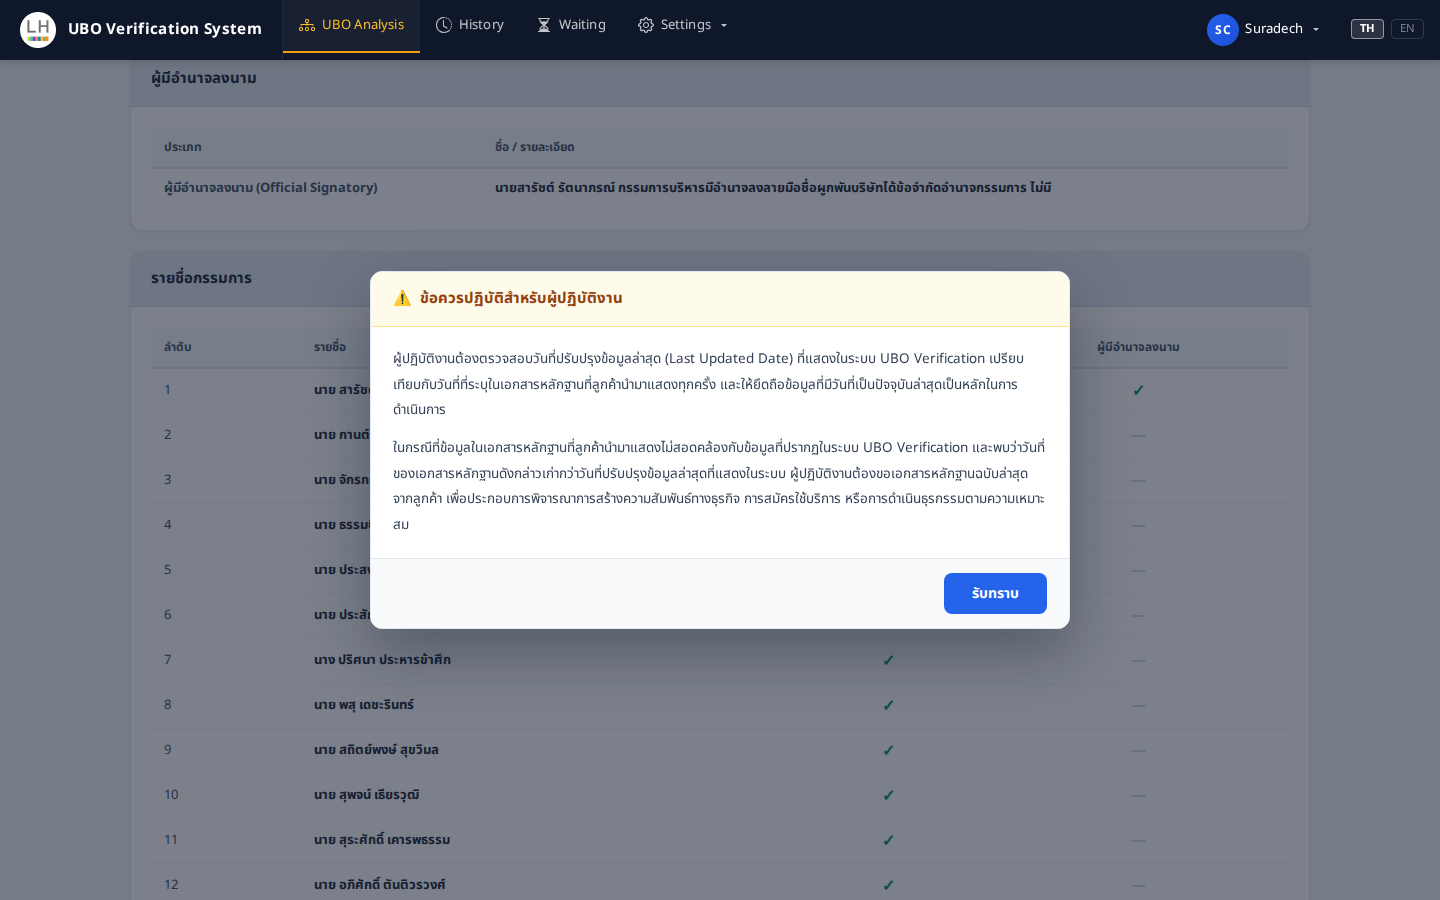 LH UBO Verification System UBO Analysis History Waiting Settings SC Suradech TH EN
ผู้มีอำนาจลงนาม
ประเภท ชื่อ / รายละเอียด
ผู้มีอำนาจลงนาม (Official Signatory) นายสารัชต์ รัตนาภรณ์ กรรมการบริหารมีอำนาจลงลายมือชื่อผูกพันบริษัทได้ข้อจำกัดอำนาจกรรมการ ไม่มี
รายชื่อกรรมการ
⚠️ ข้อควรปฏิบัติสำหรับผู้ปฏิบัติงาน
ผู้ปฏิบัติงานต้องตรวจสอบวันที่ปรับปรุงข้อมูลล่าสุด (Last Updated Date) ที่แสดงในระบบ UBO Verification เปรียบ
เทียบกับวันที่ที่ระบุในเอกสารหลักฐานที่ลูกค้านำมาแสดงทุกครั้ง และให้ยึดถือข้อมูลที่มีวันที่เป็นปัจจุบันล่าสุดเป็นหลักในการ
ดำเนินการ
ในกรณีที่ข้อมูลในเอกสารหลักฐานที่ลูกค้านำมาแสดงไม่สอดคล้องกับข้อมูลที่ปรากฏในระบบ UBO Verification และพบว่าวันที่
ของเอกสารหลักฐานดังกล่าวเก่ากว่าวันที่ปรับปรุงข้อมูลล่าสุดที่แสดงในระบบ ผู้ปฏิบัติงานต้องขอเอกสารหลักฐานฉบับล่าสุด
จากลูกค้า เพื่อประกอบการพิจารณาการสร้างความสัมพันธ์ทางธุรกิจ การสมัครใช้บริการ หรือการดำเนินธุรกรรมตามความเหมาะ
สม
รับทราบ
ลำดับ รายชื่อ ผู้มีอำนาจลงนาม
1 นาย ✓
2 นาย —
3 นาย —
4 นาย —
5 นาย —
6 นาย —
7 นาง ปริศนา ประหารข้าศึก ✓ —
8 นาย พสุ เดชะรินทร์ ✓ —
9 นาย สถิตย์พงษ์ สุขวิมล ✓ —
10 นาย สุพจน์ เธียรวุฒิ ✓ —
11 นาย สุระศักดิ์ เคารพธรรม ✓ —
12 นาย อภิศักดิ์ ตันติวรวงศ์ ✓ —